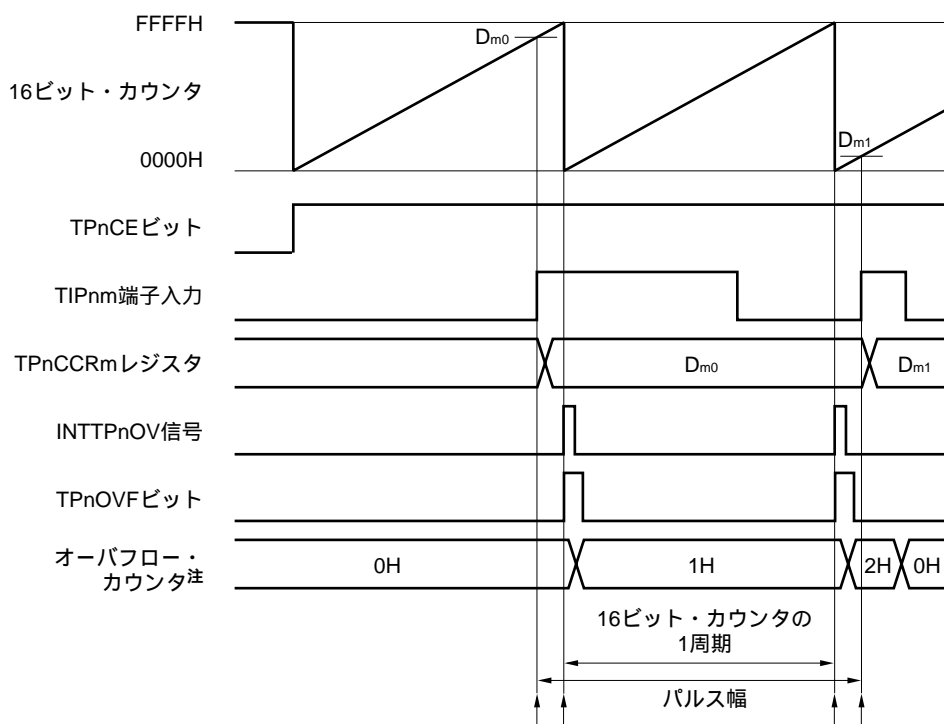 FFFFH
Dm0
16ビット・カウンタ
Dm1
0000H
TPnCEビット
TIPnm端子入力
TPnCCRmレジスタ
Dm0
Dm1
INTTPnOV信号
TPnOVFビット
オーバフロー・
カウンタ注
0H
1H
2H
0H
16ビット・カウンタの
1周期
パルス幅